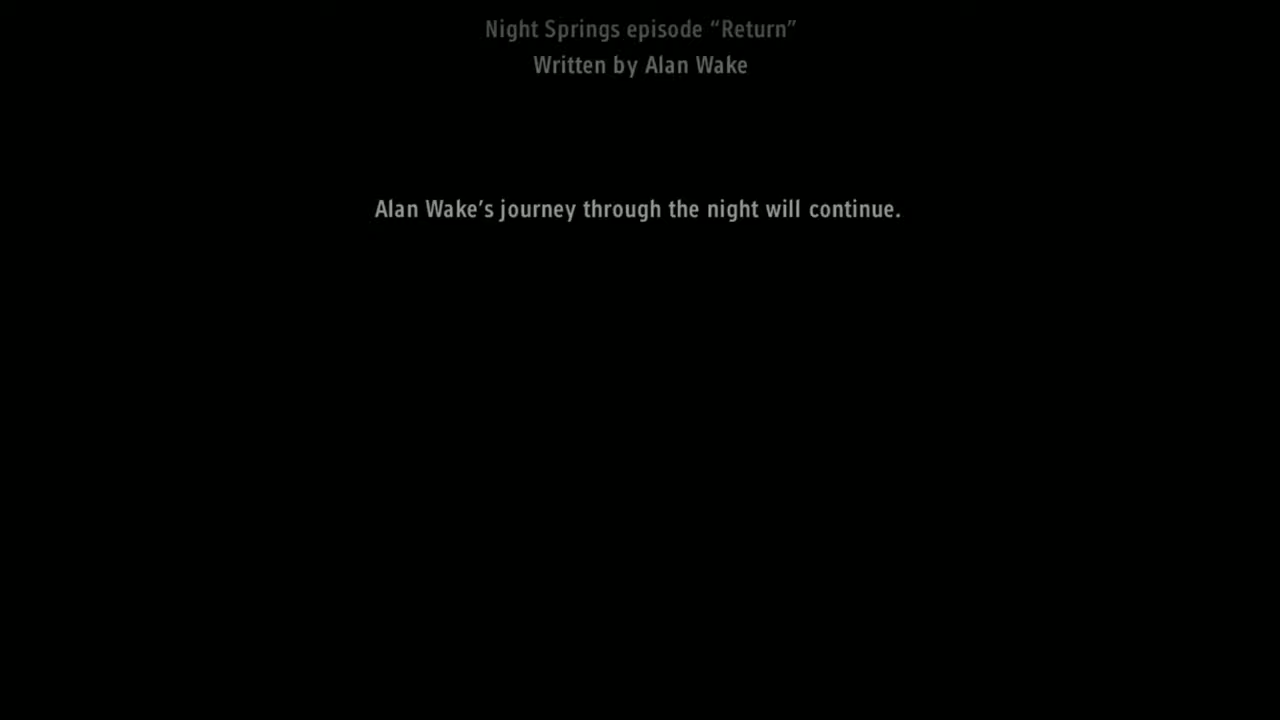 Night Springs episode “Return”
Written by Alan Wake
Alan Wake’s journey through the night will continue.